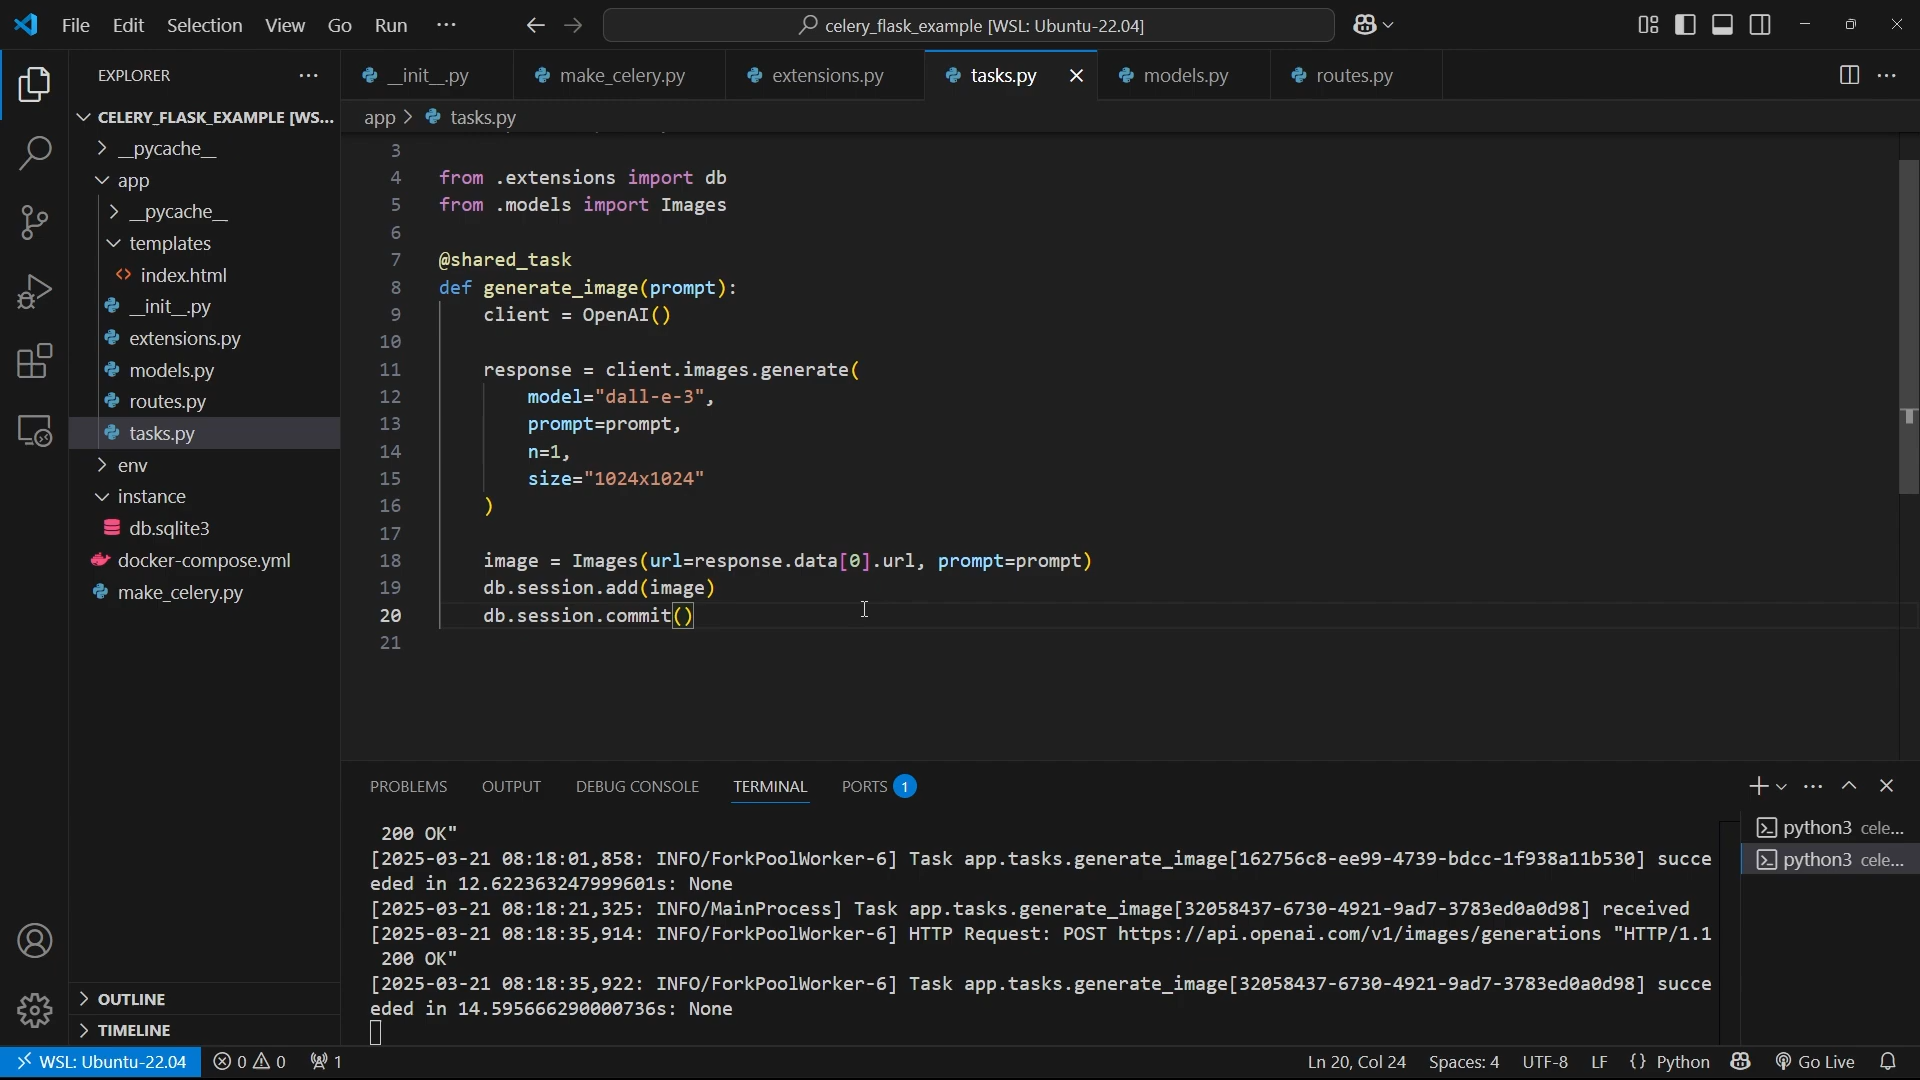 File Edit Selection View Go Run ···
celery_flask_example [WSL: Ubuntu-22.04]
EXPLORER ···
__init__.py make_celery.py extensions.py tasks.py models.py routes.py
CELERY_FLASK_EXAMPLE [WS...
app > tasks.py
__pycache__
app
__pycache__
templates
index.html
__init__.py
extensions.py
models.py
routes.py
tasks.py
env
instance
db.sqlite3
docker-compose.yml
make_celery.py
OUTLINE
TIMELINE
3
4 from .extensions import db
5 from .models import Images
6
7 @shared_task
8 def generate_image(prompt):
9 client = OpenAI()
10
11 response = client.images.generate(
12 model="dall-e-3",
13 prompt=prompt,
14 n=1,
15 size="1024x1024"
16 )
17
18 image = Images(url=response.data[0].url, prompt=prompt)
19 db.session.add(image)
20 db.session.commit()
21
PROBLEMS OUTPUT DEBUG CONSOLE TERMINAL PORTS 1
200 OK"
[2025-03-21 08:18:01,858: INFO/ForkPoolWorker-6] Task app.tasks.generate_image[162756c8-ee99-4739-bdcc-1f938a11b530] succe
eded in 12.622363247999601s: None
[2025-03-21 08:18:21,325: INFO/MainProcess] Task app.tasks.generate_image[32058437-6730-4921-9ad7-3783ed0a0d98] received
[2025-03-21 08:18:35,914: INFO/ForkPoolWorker-6] HTTP Request: POST https://api.openai.com/v1/images/generations "HTTP/1.1
200 OK"
[2025-03-21 08:18:35,922: INFO/ForkPoolWorker-6] Task app.tasks.generate_image[32058437-6730-4921-9ad7-3783ed0a0d98] succe
eded in 14.595666290000736s: None
python3 cele...
python3 cele...
WSL: Ubuntu-22.04 0 0 1 Ln 20, Col 24 Spaces: 4 UTF-8 LF {} Python Go Live